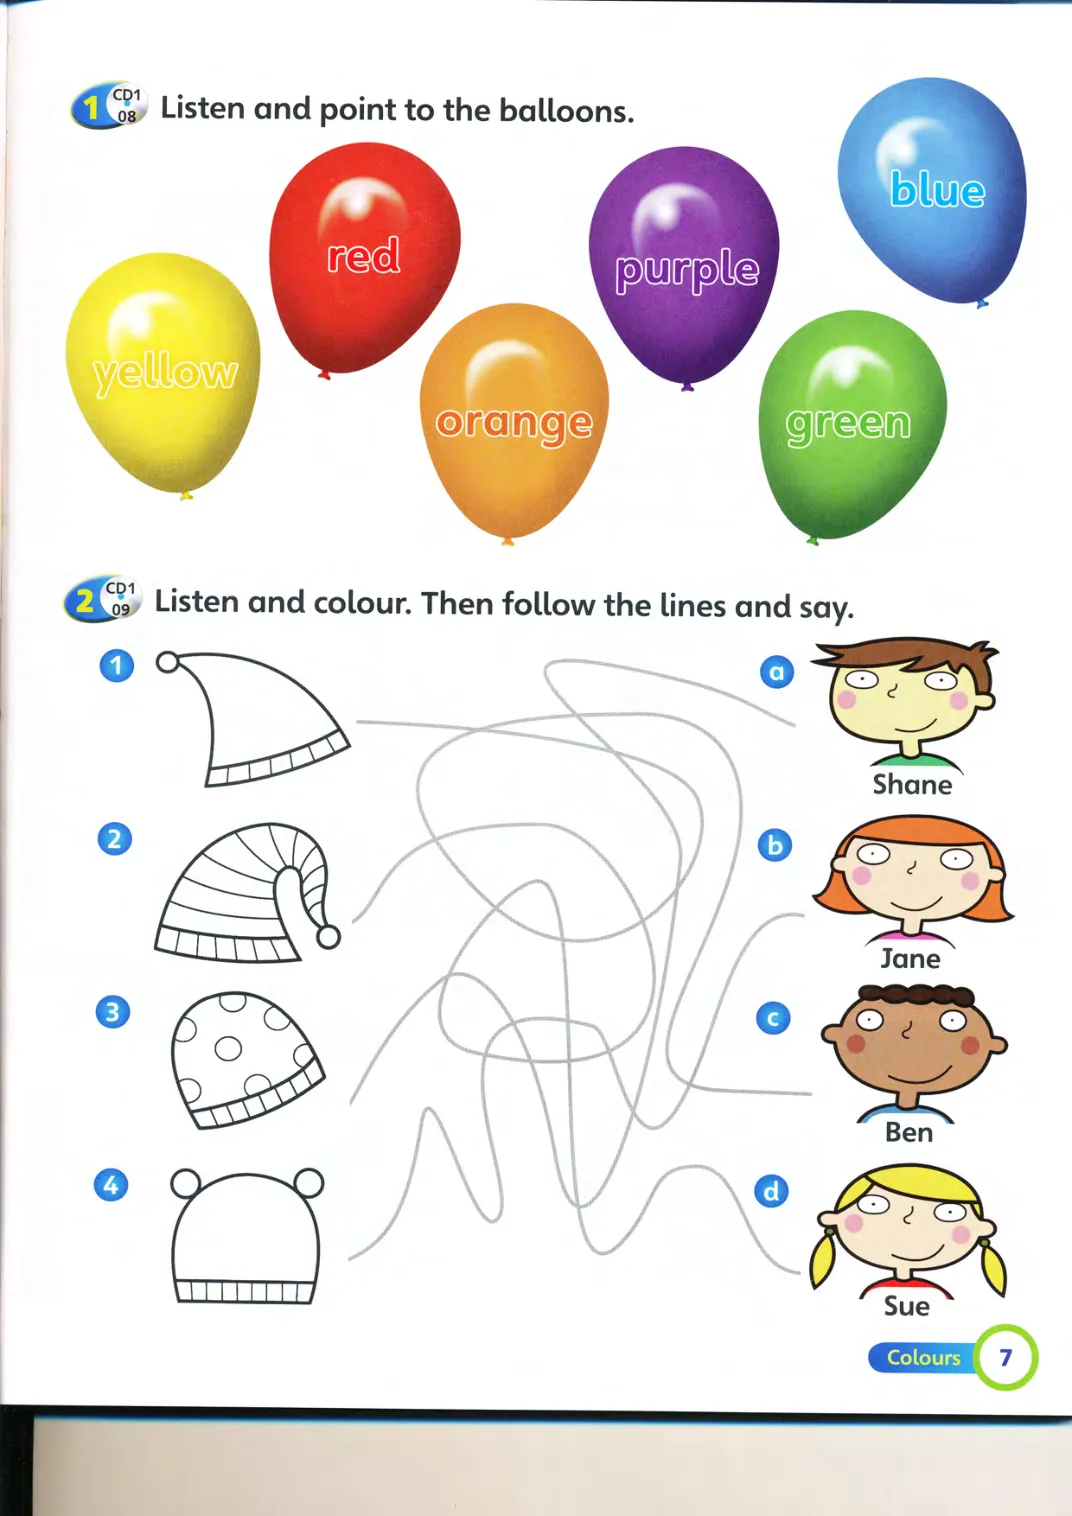 1 CD1 08 Listen and point to the balloons.
blue
red
purple
yellow
orange
green
2 CD1 09 Listen and colour. Then follow the lines and say.
1
a
Shane
2
b
Jane
3
c
Ben
4
d
Sue
Colours 7